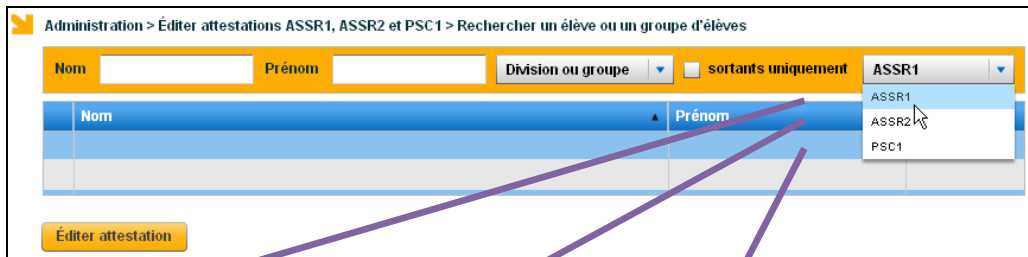 Administration > Éditer attestations ASSR1, ASSR2 et PSC1 > Rechercher un élève ou un groupe d'élèves
Nom Prénom Division ou groupe sortants uniquement ASSR1
ASSR1
Nom Prénom
ASSR2
PSC1
Éditer attestation